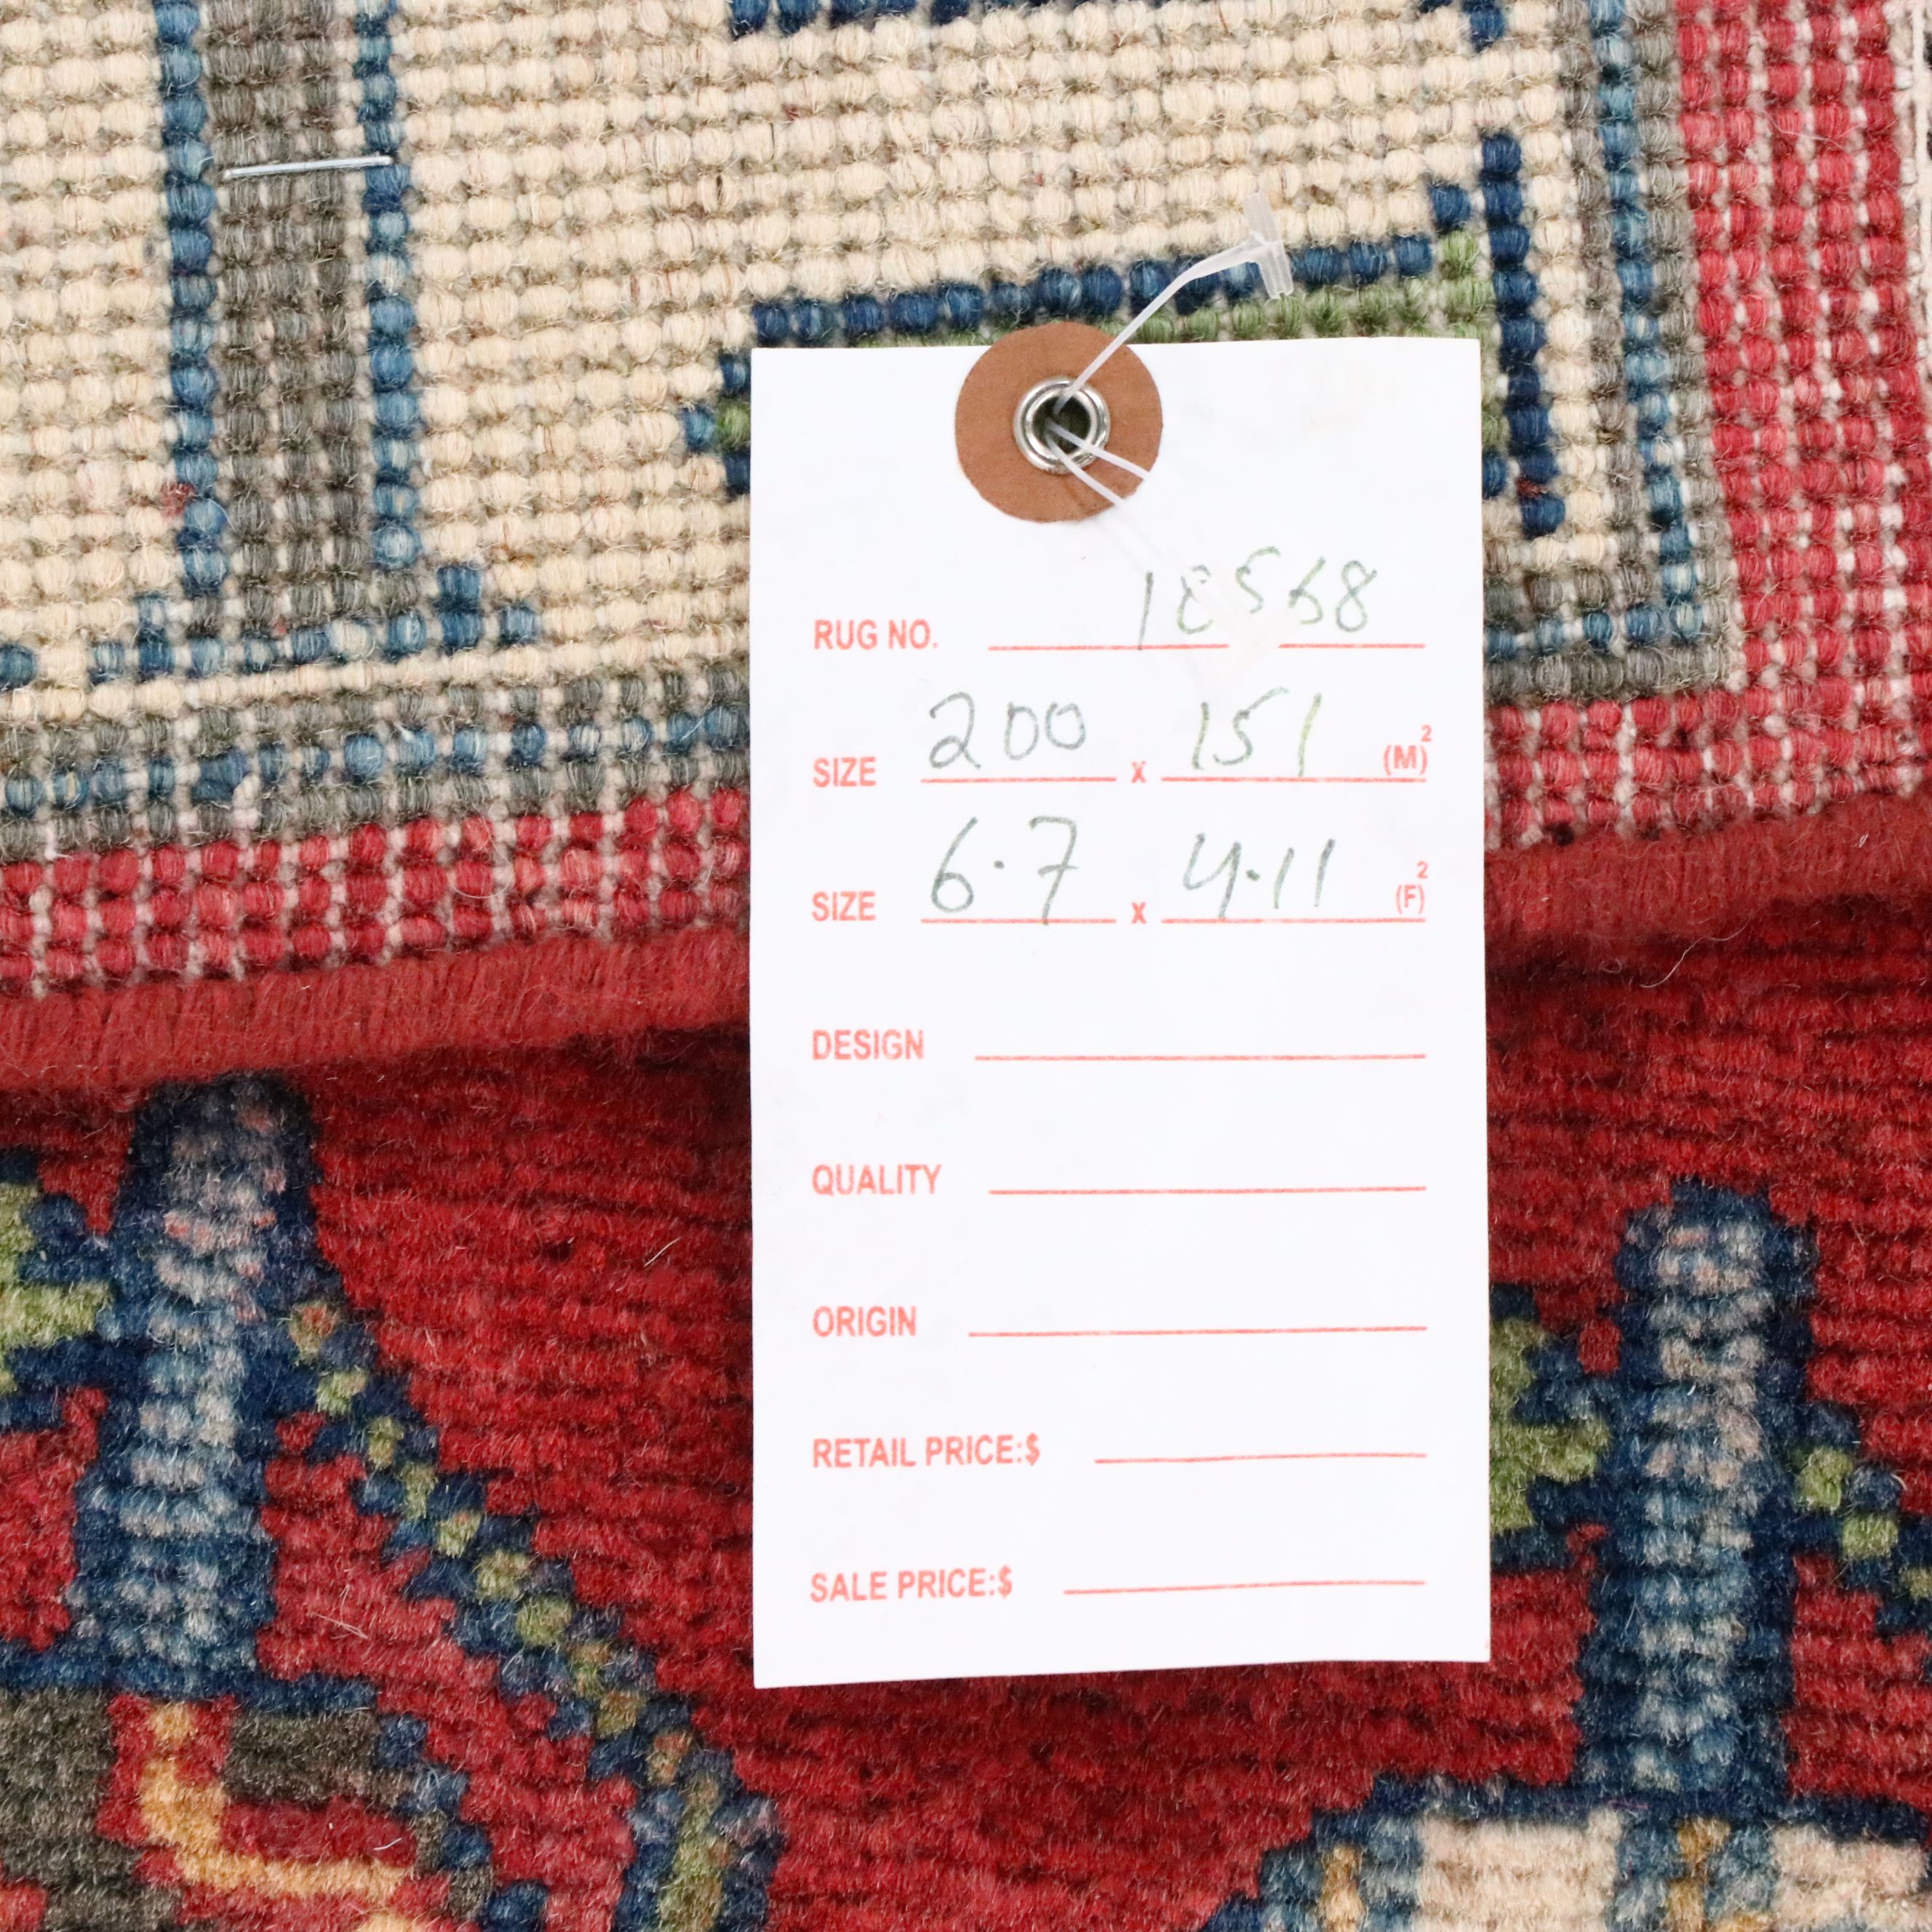 RUG NO. 18568
SIZE 200 x 151 (M)²
SIZE 6.7 x 4.11 (F)²
DESIGN
QUALITY
ORIGIN
RETAIL PRICE:$
SALE PRICE:$